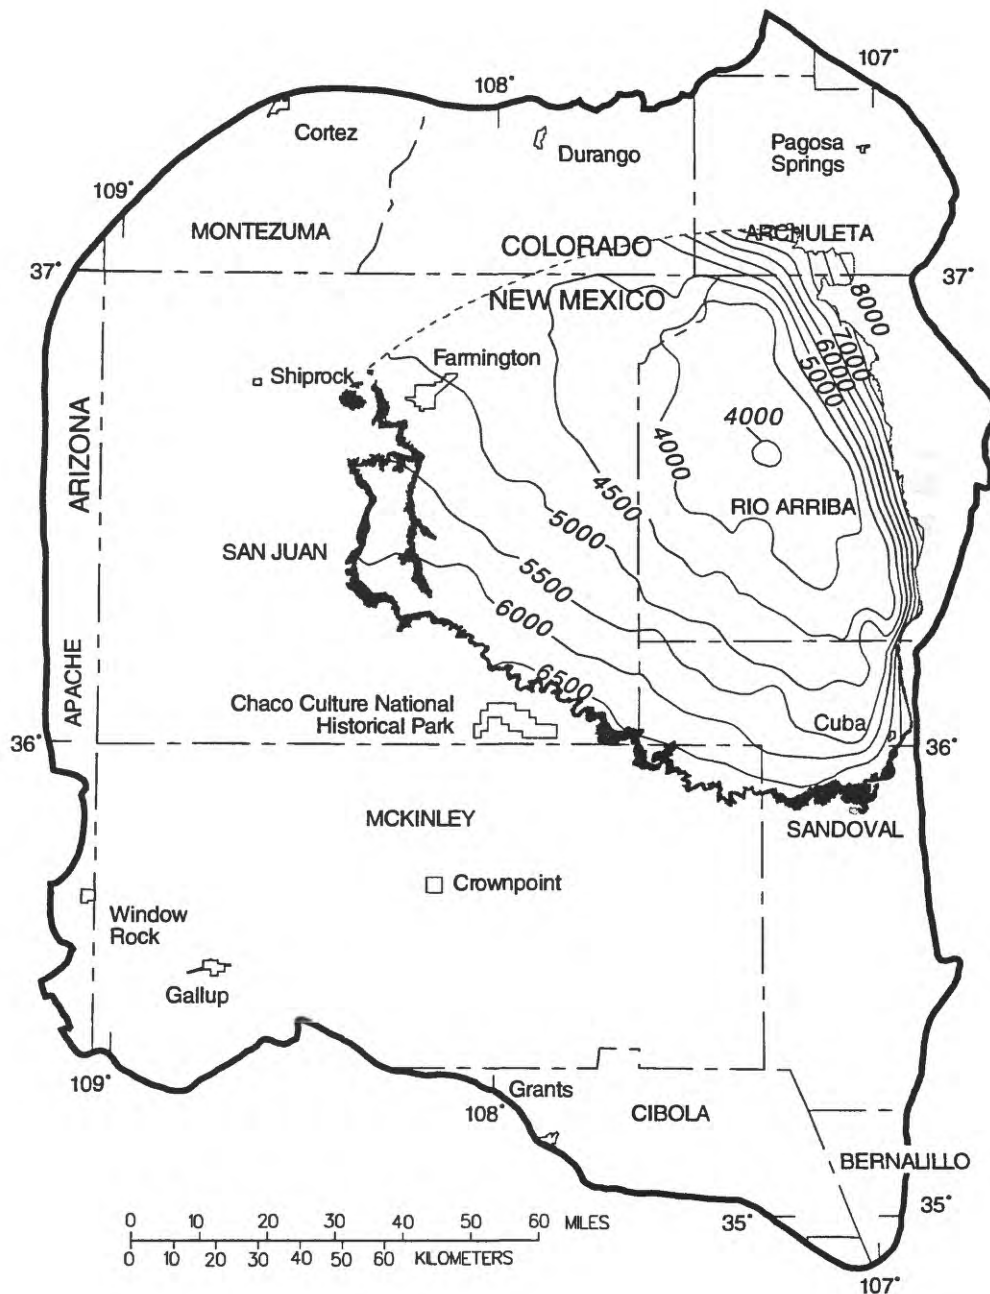 107°
108°
Cortez
Durango
Pagosa
Springs
109°
MONTEZUMA
COLORADO
ARCHULETA
37°
37°
NEW MEXICO
8000
7000
6000
5000
Farmington
Shiprock
4000
4000
ARIZONA
4500
RIO ARRIBA
5000
SAN JUAN
5500
6000
APACHE
6500
Chaco Culture National
Historical Park
Cuba
36°
36°
MCKINLEY
SANDOVAL
Crownpoint
Window
Rock
Gallup
109°
108°
Grants
CIBOLA
BERNALILLO
35°
35°
0 10 20 30 40 50 60 MILES
0 10 20 30 40 50 60 KILOMETERS
107°